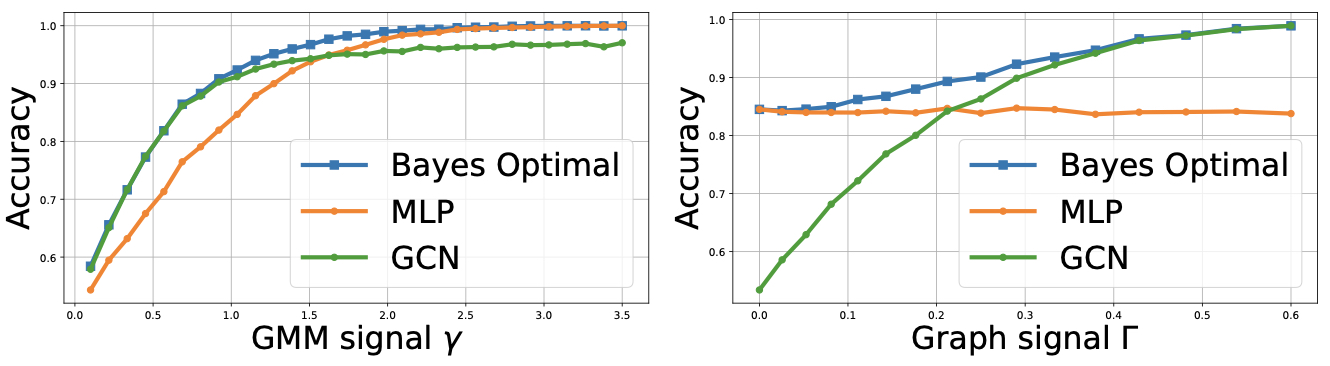 1.0
0.9
0.8
0.7
0.6
Accuracy
Bayes Optimal
MLP
GCN
0.0 0.5 1.0 1.5 2.0 2.5 3.0 3.5
GMM signal γ
1.0
0.9
0.8
0.7
0.6
Accuracy
Bayes Optimal
MLP
GCN
0.0 0.1 0.2 0.3 0.4 0.5 0.6
Graph signal Γ